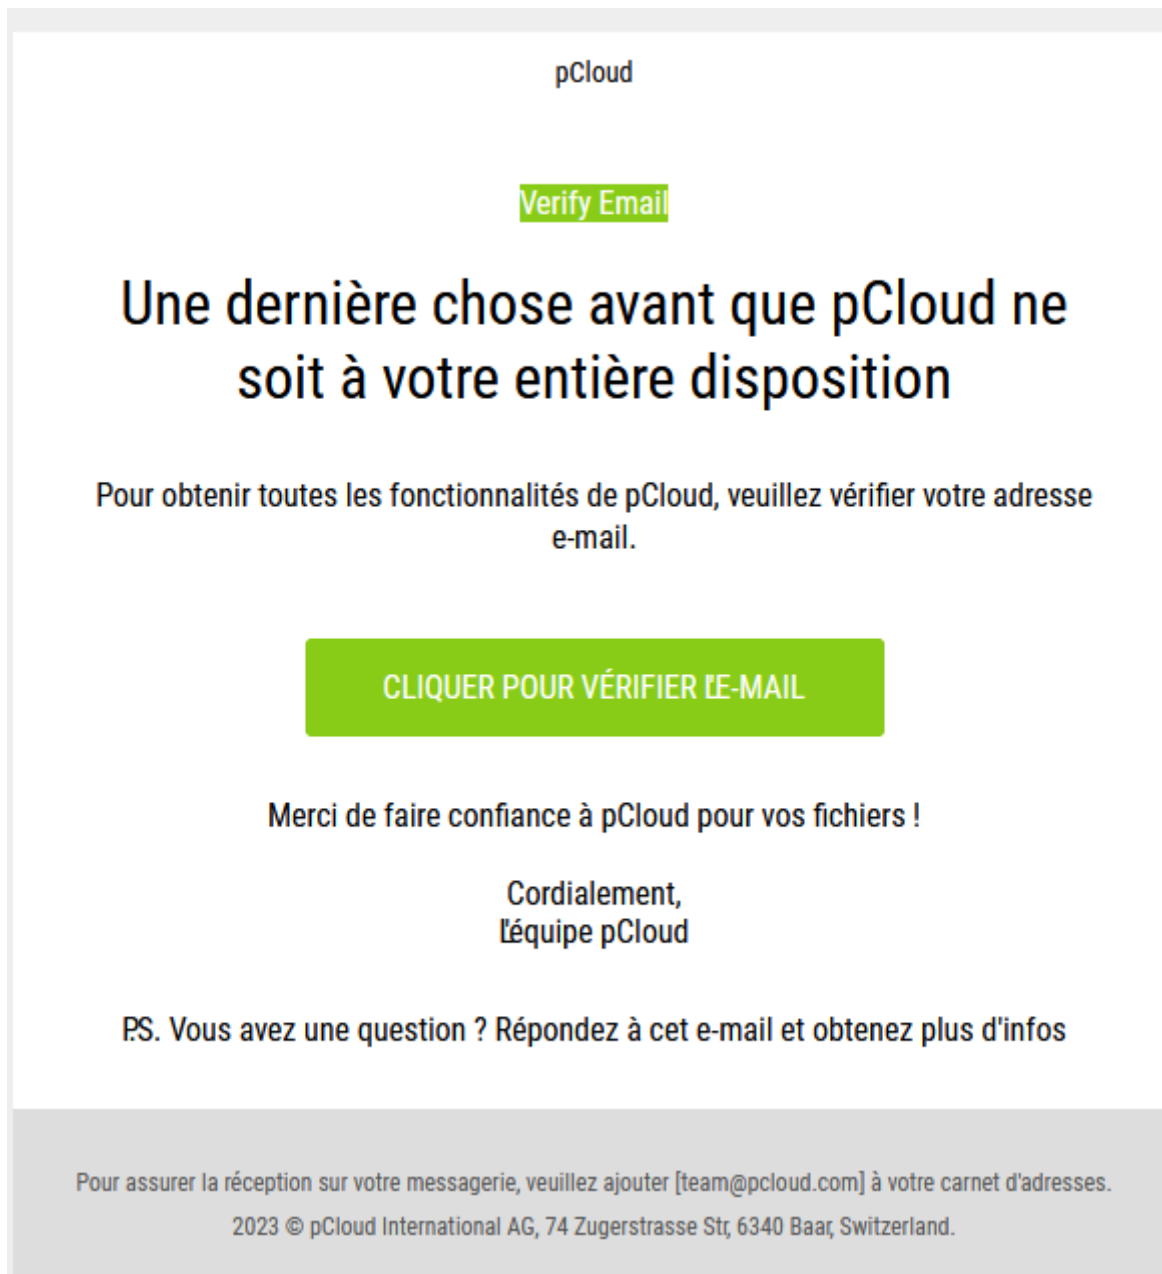 pCloud
Verify Email
Une dernière chose avant que pCloud ne
soit à votre entière disposition
Pour obtenir toutes les fonctionnalités de pCloud, veuillez vérifier votre adresse
e-mail.
CLIQUER POUR VÉRIFIER L'E-MAIL
Merci de faire confiance à pCloud pour vos fichiers !
Cordialement,
L'équipe pCloud
P.S. Vous avez une question ? Répondez à cet e-mail et obtenez plus d'infos
Pour assurer la réception sur votre messagerie, veuillez ajouter [team@pcloud.com] à votre carnet d'adresses.
2023 © pCloud International AG, 74 Zugerstrasse Str, 6340 Baar, Switzerland.